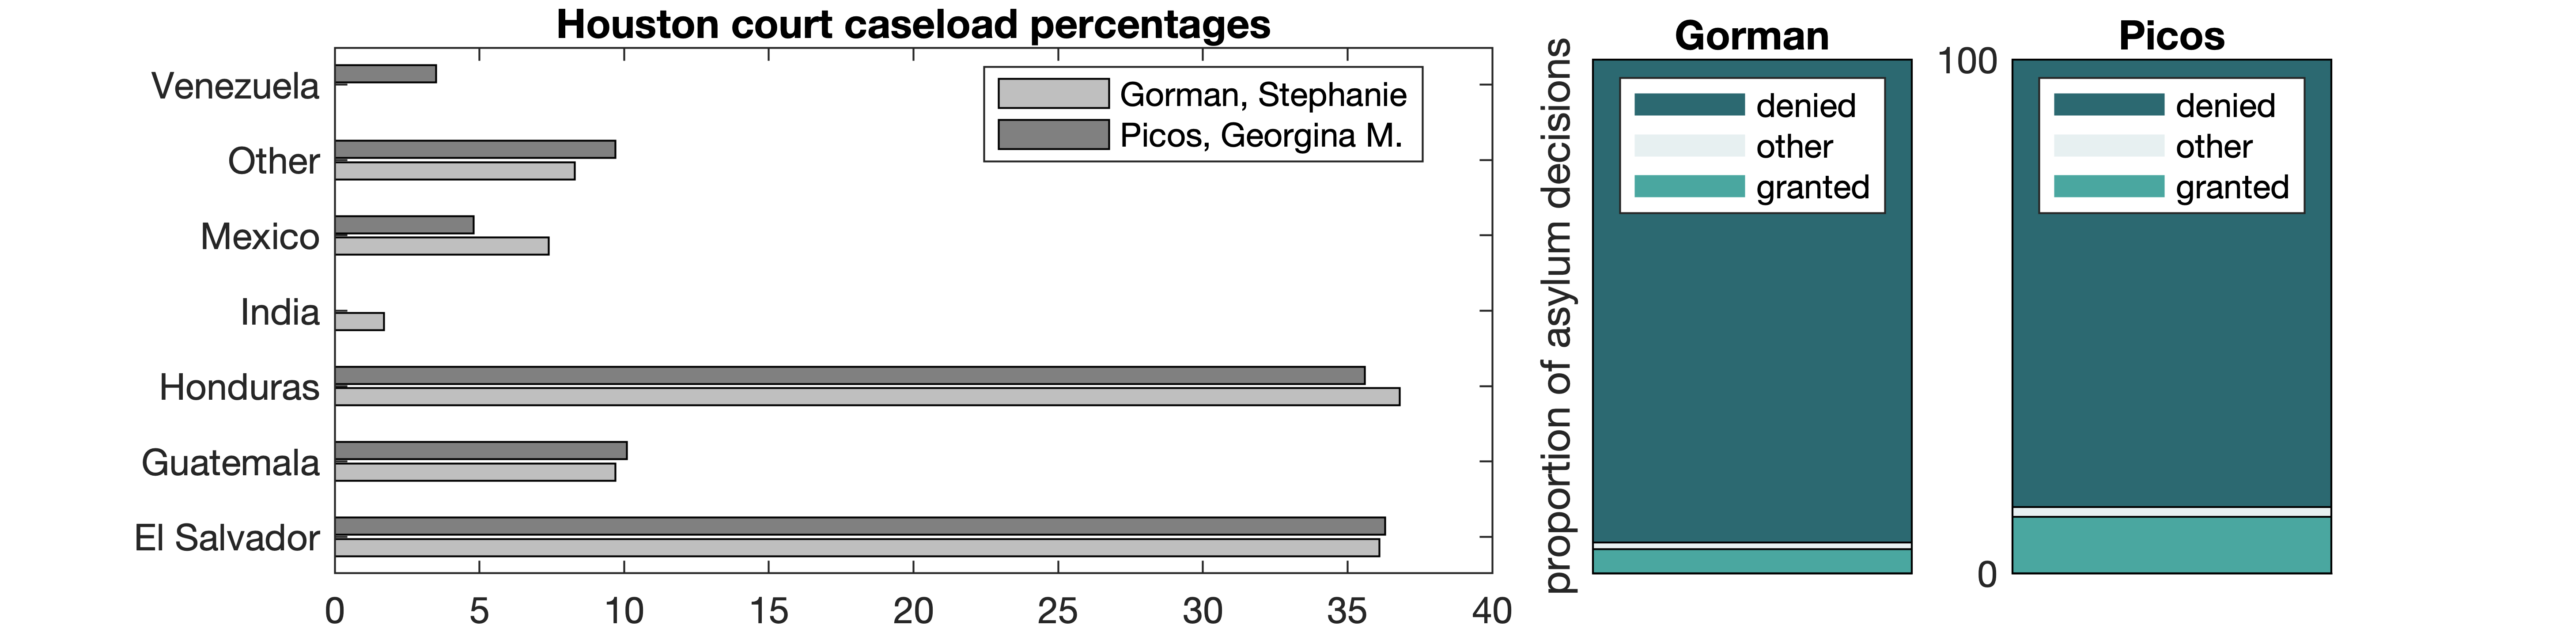 Houston court caseload percentages
Venezuela
Other
Mexico
India
Honduras
Guatemala
El Salvador
0 5 10 15 20 25 30 35 40
Gorman, Stephanie
Picos, Georgina M.
proportion of asylum decisions
Gorman
denied
other
granted
Picos
100
0
denied
other
granted